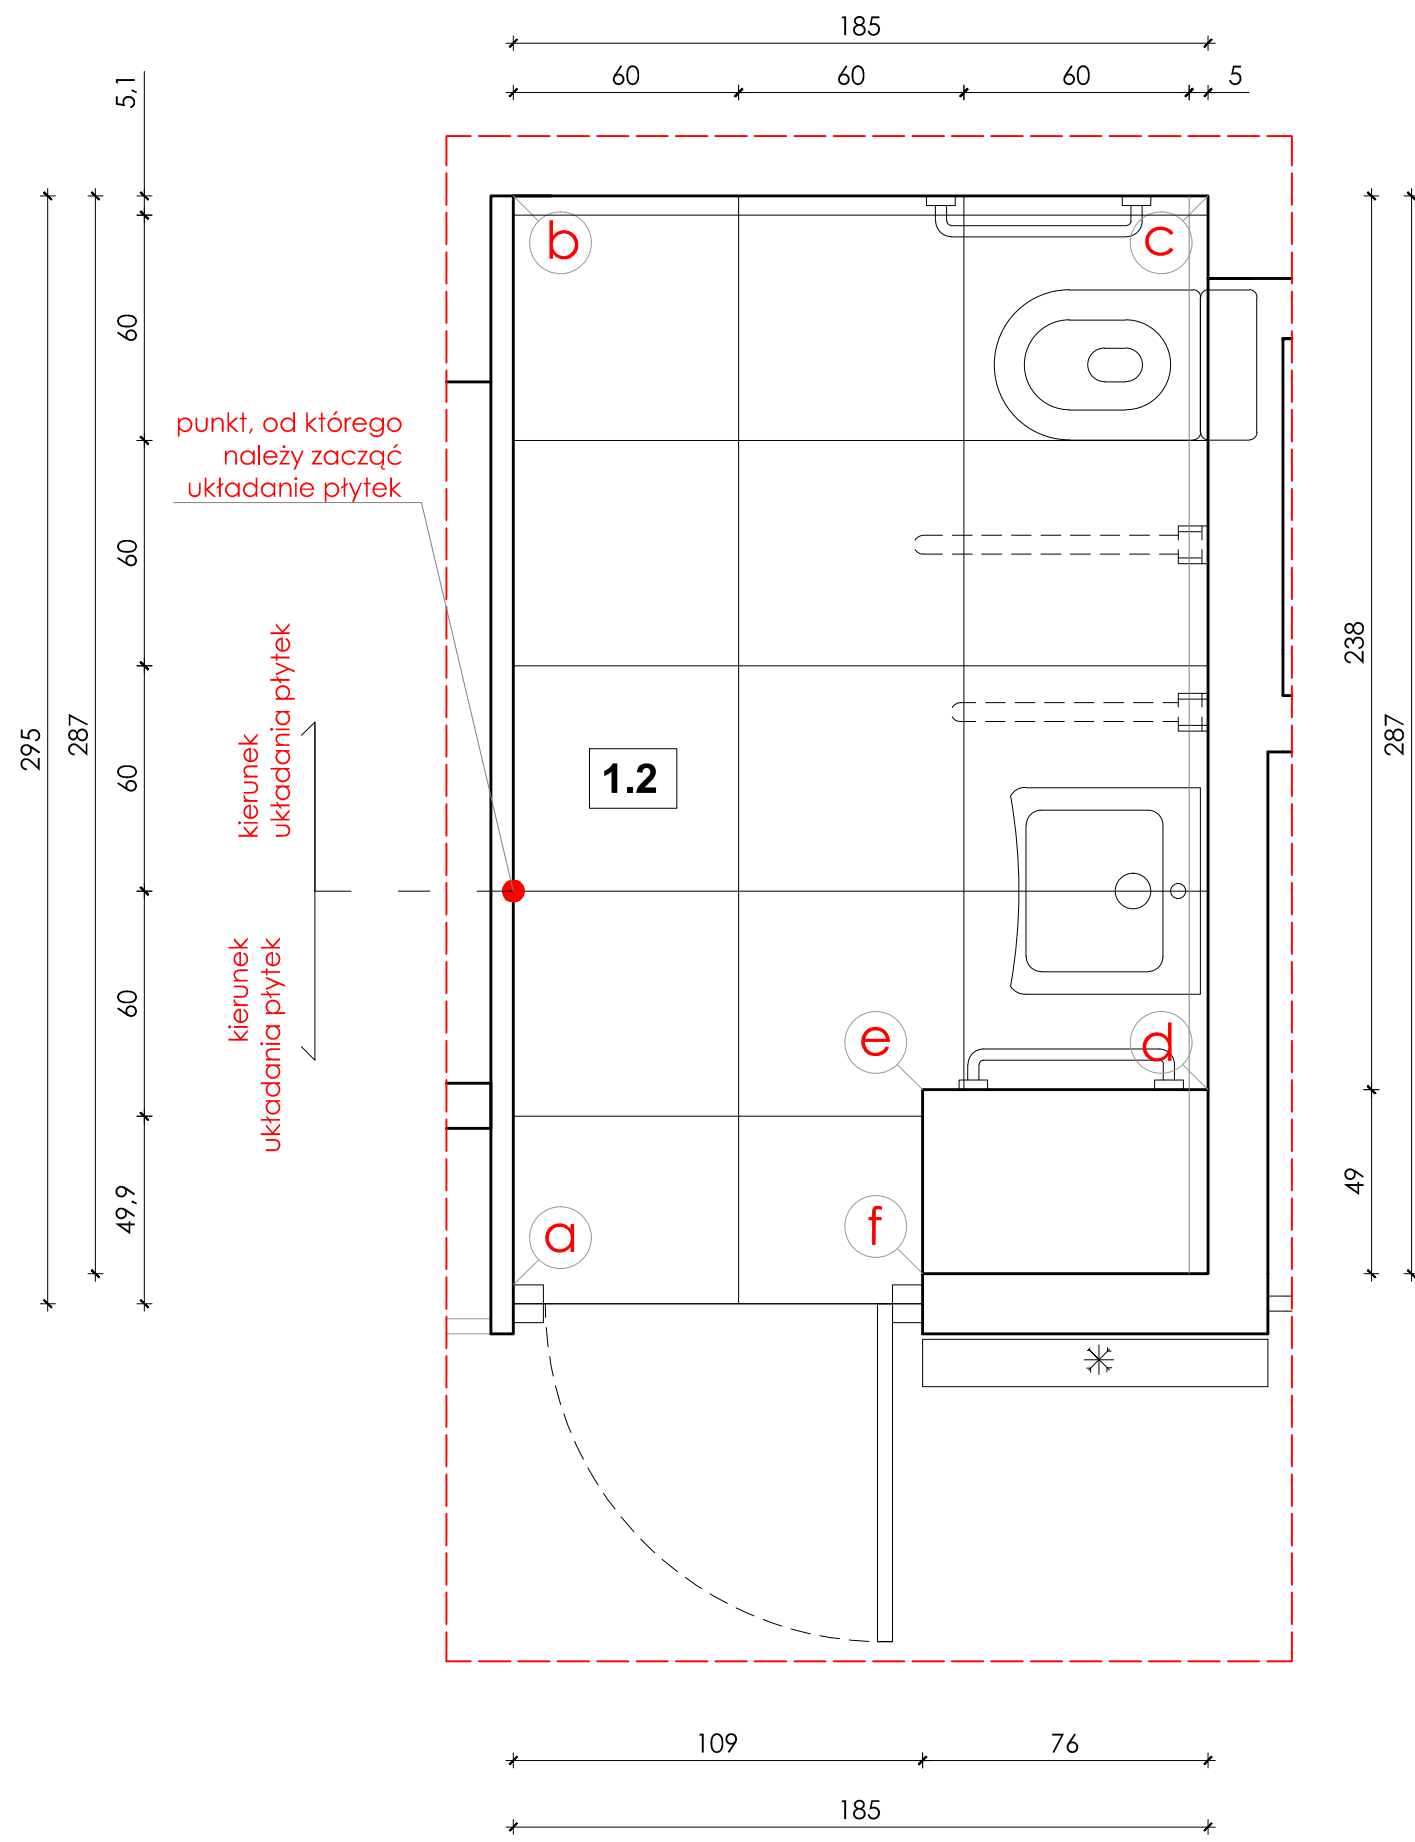 185
60
60
60
5
5,1
b
c
60
punkt, od którego
należy zacząć
układanie płytek
60
238
kierunek
układania płytek
295
287
287
60
1.2
kierunek
układania płytek
60
e
d
49,9
49
a
f
109
76
185